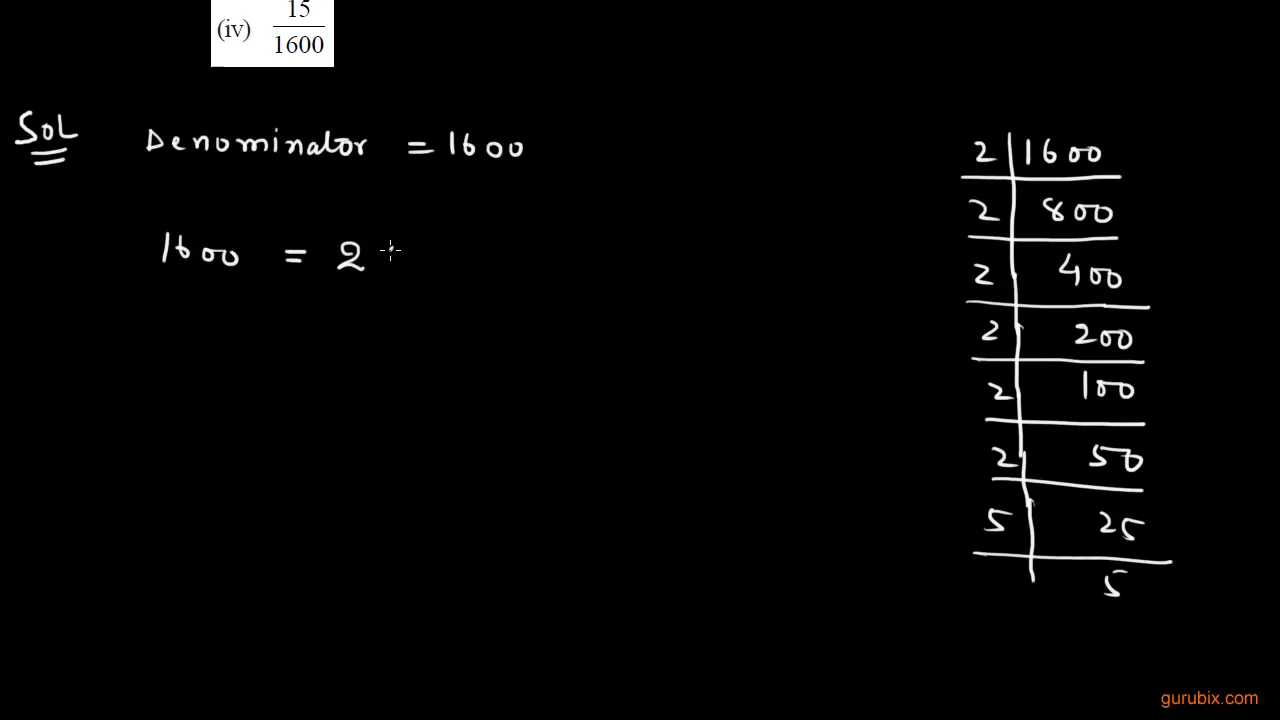 (iv) 15/1600
SOL Denominator = 1600
1600 = 2
2 | 1600
2 | 800
2 | 400
2 | 200
2 | 100
2 | 50
5 | 25
5
gurubix.com